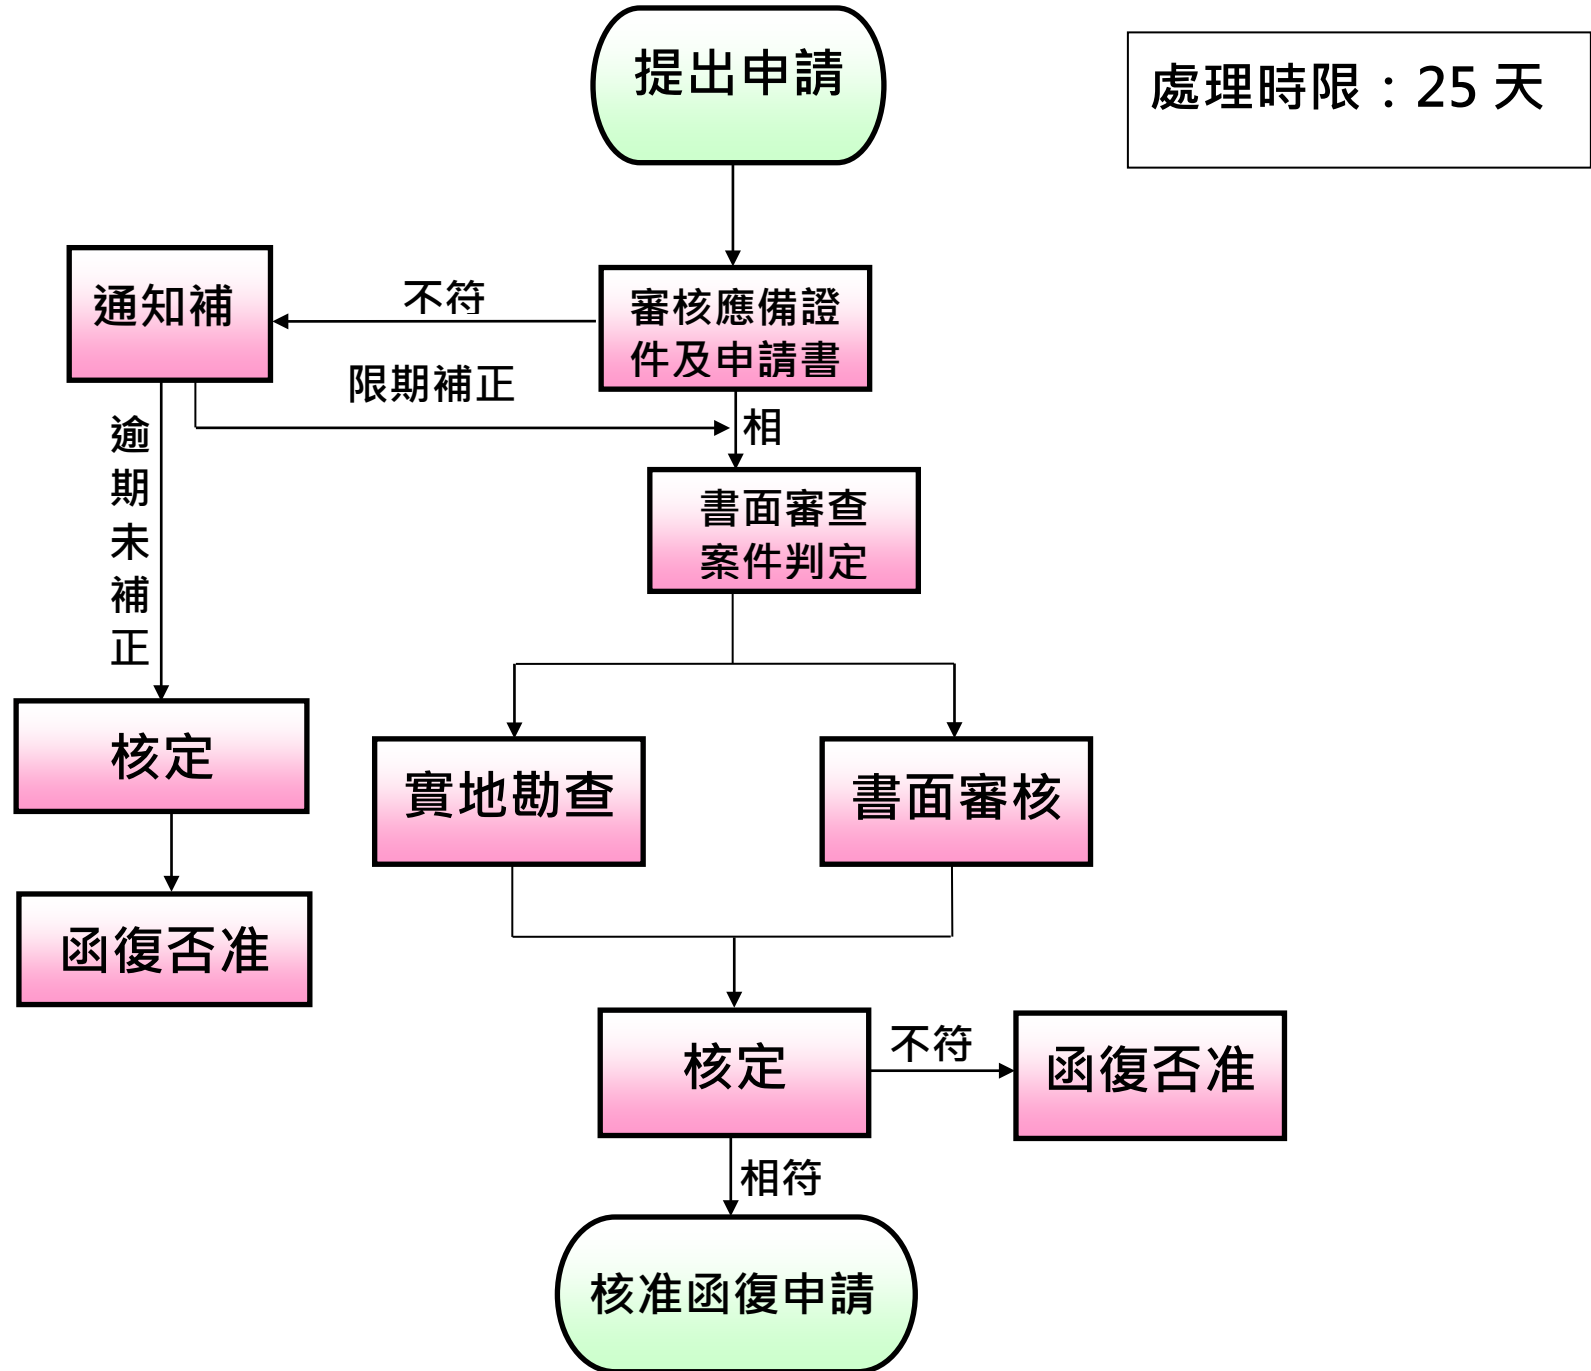 提出申請
處理時限：25 天
通知補
不符
審核應備證
件及申請書
限期補正
相
逾
期
未
補
正
書面審查
案件判定
核定
實地勘查
書面審核
函復否准
核定
不符
函復否准
相符
核准函復申請